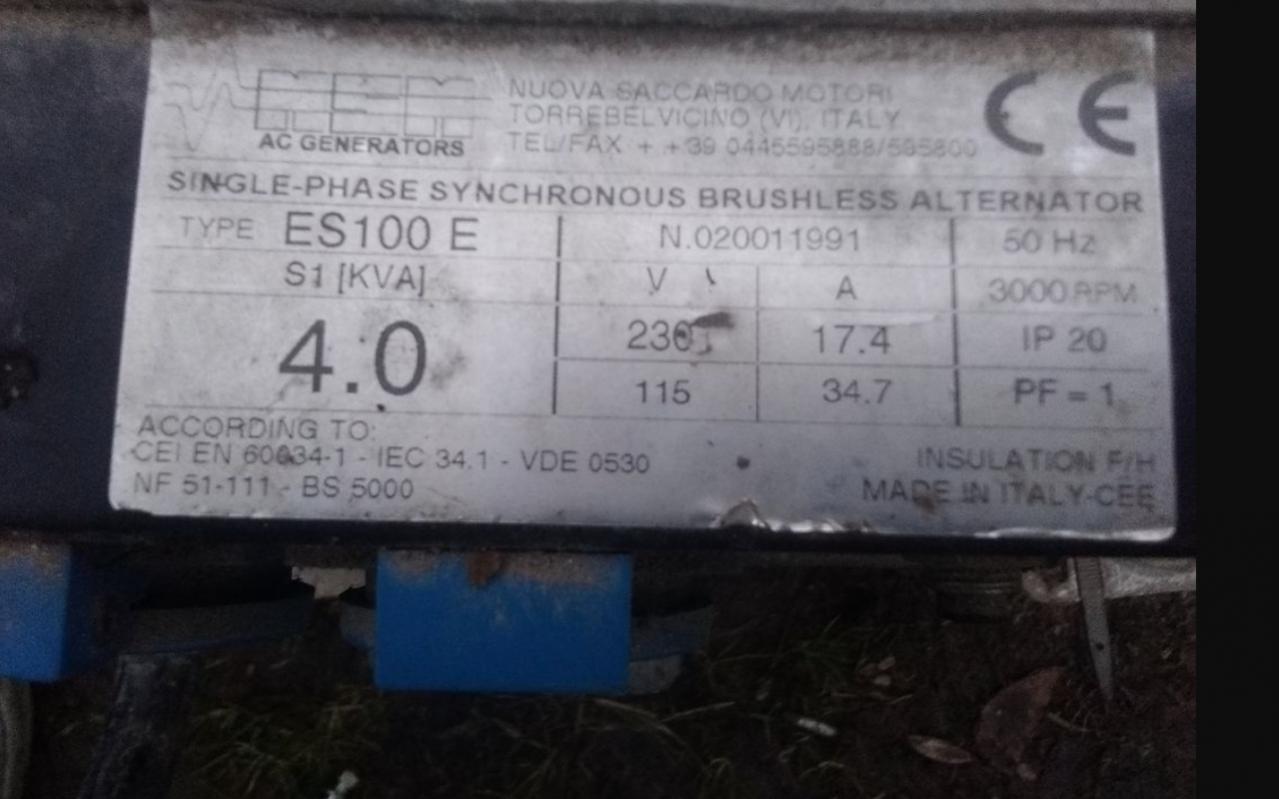 NUOVA SACCARDO MOTORI
TORREBELVICINO (VI), ITALY
TEL/FAX + + 39 0445595888/595800
CE
AC GENERATORS
SINGLE-PHASE SYNCHRONOUS BRUSHLESS ALTERNATOR
TYPE ES100 E N.020011991 50 Hz
S1 [KVA] V A 3000 RPM
4.0 230 17.4 IP 20
115 34.7 PF = 1
ACCORDING TO:
CEI EN 60034-1 - IEC 34.1 - VDE 0530 INSULATION F/H
NF 51-111 - BS 5000 MADE IN ITALY-CEE